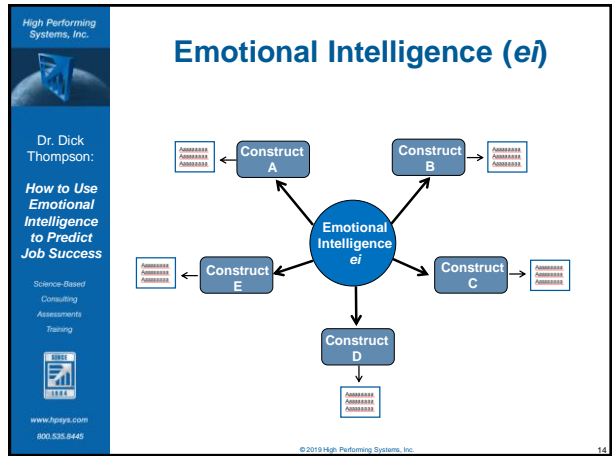 High Performing
Systems, Inc.
Dr. Dick
Thompson:
How to Use
Emotional
Intelligence
to Predict
Job Success
Science-Based
Consulting
Assessments
Training
www.hpsys.com
800.535.8445
Emotional Intelligence (ei)
Construct
A
Construct
B
Emotional
Intelligence
ei
Construct
E
Construct
C
Construct
D
© 2019 High Performing Systems, Inc.
14